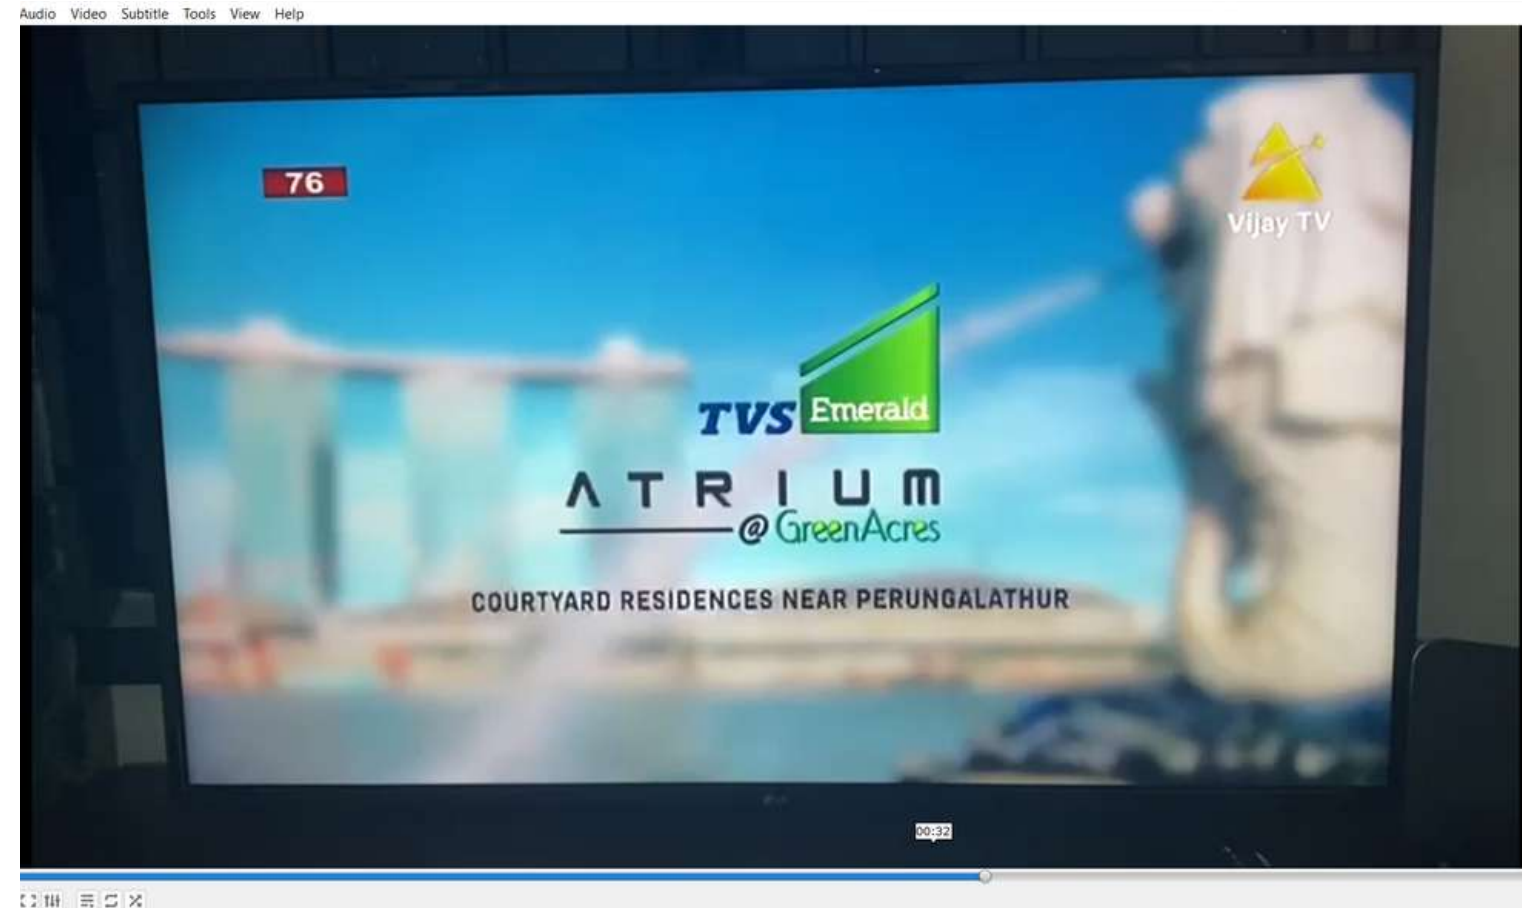 Audio Video Subtitle Tools View Help
76
Vijay TV
TVS Emerald
ATRIUM
@ GreenAcres
COURTYARD RESIDENCES NEAR PERUNGALATHUR
00:32